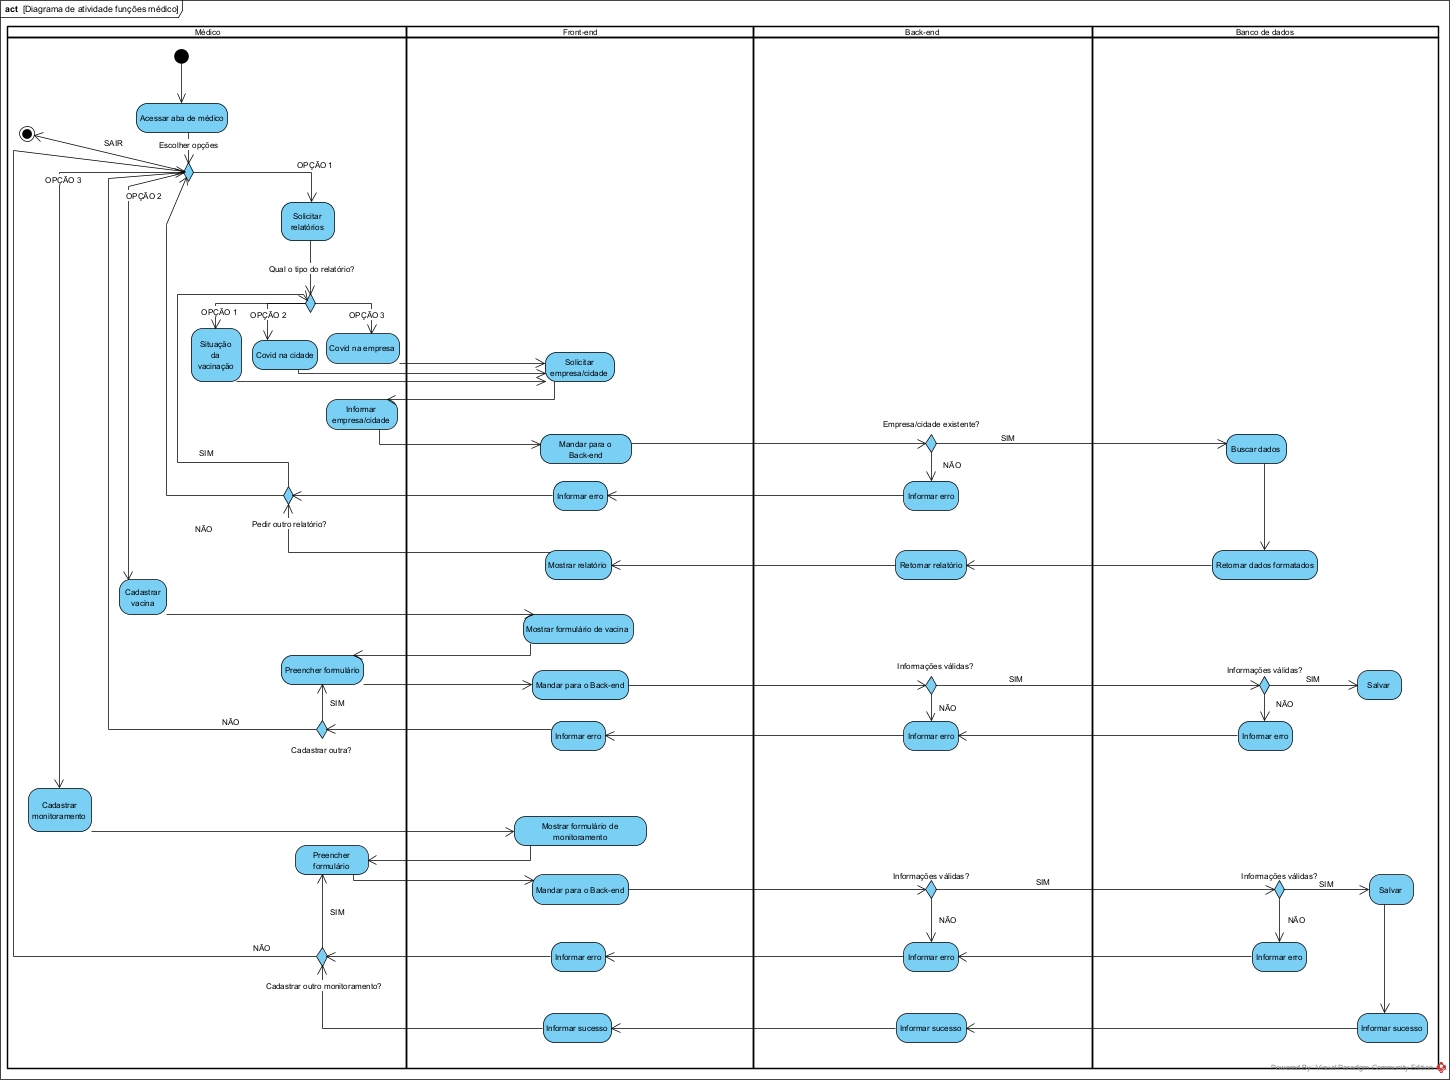 act [Diagrama de atividade funções médico]
Médico
Front-end
Back-end
Banco de dados
Acessar aba de médico
SAIR
Escolher opções
OPÇÃO 1
OPÇÃO 3
OPÇÃO 2
Solicitar
relatórios
Qual o tipo do relatório?
OPÇÃO 1
OPÇÃO 2
OPÇÃO 3
Situação
da
vacinação
Covid na cidade
Covid na empresa
Solicitar
empresa/cidade
Informar
empresa/cidade
Mandar para o
Back-end
Empresa/cidade existente?
SIM
NÃO
Buscar dados
SIM
Informar erro
Informar erro
Pedir outro relatório?
NÃO
Mostrar relatório
Retornar relatório
Retornar dados formatados
Cadastrar
vacina
Mostrar formulário de vacina
Preencher formulário
Mandar para o Back-end
Informações válidas?
SIM
NÃO
Informações válidas?
SIM
NÃO
Salvar
SIM
NÃO
Cadastrar outra?
Informar erro
Informar erro
Informar erro
Cadastrar
monitoramento
Mostrar formulário de
monitoramento
Preencher
formulário
Mandar para o Back-end
Informações válidas?
SIM
NÃO
Informações válidas?
SIM
NÃO
Salvar
SIM
NÃO
Informar erro
Informar erro
Informar erro
Cadastrar outro monitoramento?
Informar sucesso
Informar sucesso
Informar sucesso
Powered By Visual Paradigm Community Edition